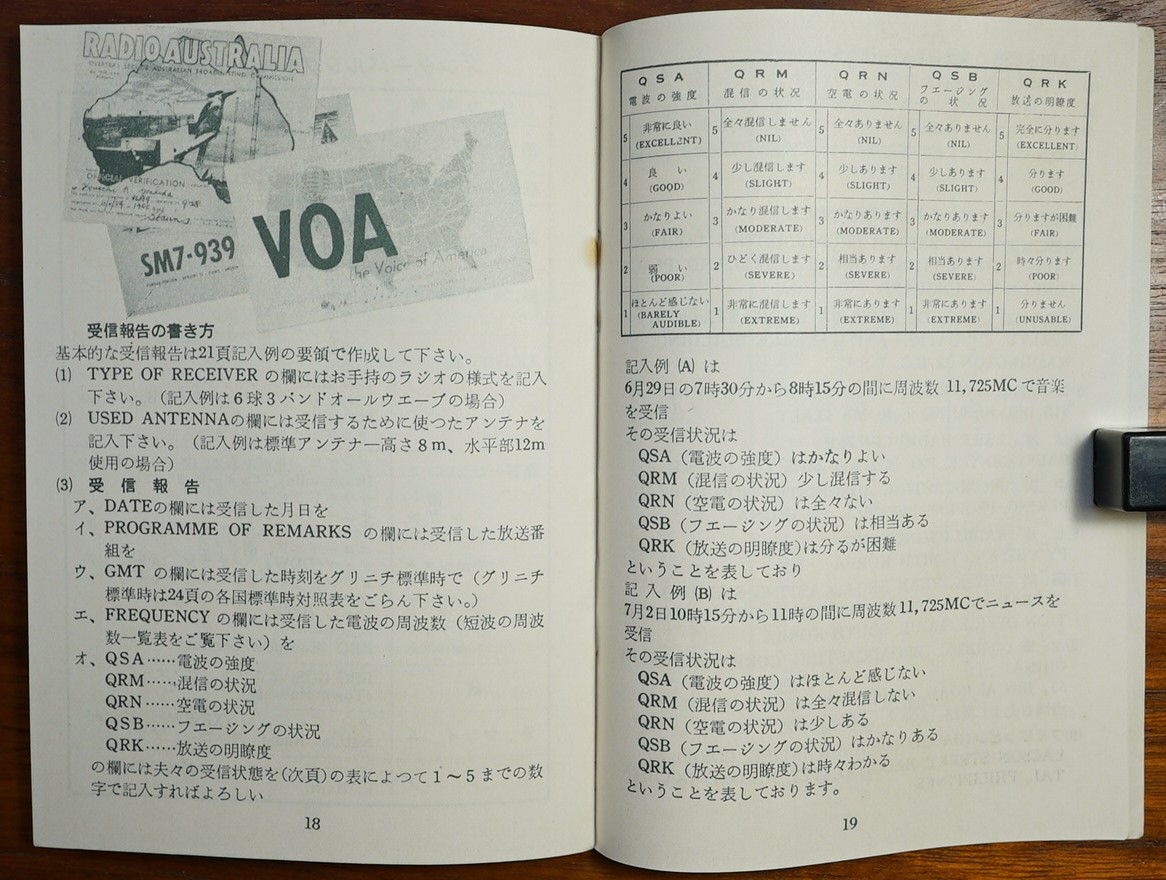 RADIO AUSTRALIA
OFFICIAL VERIFICATION
SM7-939
VOA
the Voice of America
受信報告の書き方
基本的な受信報告は21頁記入例の要領で作成して下さい。
(1) TYPE OF RECEIVER の欄にはお手持のラジオの様式を記入
下さい。（記入例は6球3バンドオールウエーブの場合）
(2) USED ANTENNAの欄には受信するために使つたアンテナを
記入下さい。（記入例は標準アンテナー高さ8m、水平部12m
使用の場合）
(3) 受信報告
ア、DATEの欄には受信した月日を
イ、PROGRAMME OF REMARKS の欄には受信した放送番
組を
ウ、GMT の欄には受信した時刻をグリニチ標準時で（グリニチ
標準時は24頁の各国標準時対照表をごらん下さい。）
エ、FREQUENCY の欄には受信した電波の周波数（短波の周波
数一覧表をご覧下さい）を
オ、QSA……電波の強度
QRM……混信の状況
QRN……空電の状況
QSB……フエージングの状況
QRK……放送の明瞭度
の欄には夫々の受信状態を(次頁)の表によつて1～5までの数
字で記入すればよろしい
18
QSA QRM QRN QSB QRK
電波の強度 混信の状況 空電の状況 フエージングの状況 放送の明瞭度
5 非常に良い (EXCELLENT) 5 全々混信しません (NIL) 5 全々ありません (NIL) 5 全々ありません (NIL) 5 完全に分ります (EXCELLENT)
4 良い (GOOD) 4 少し混信します (SLIGHT) 4 少しあります (SLIGHT) 4 少しあります (SLIGHT) 4 分ります (GOOD)
3 かなりよい (FAIR) 3 かなり混信します (MODERATE) 3 かなりあります (MODERATE) 3 かなりあります (MODERATE) 3 分りますが困難 (FAIR)
2 弱い (POOR) 2 ひどく混信します (SEVERE) 2 相当あります (SEVERE) 2 相当あります (SEVERE) 2 時々分ります (POOR)
1 ほとんど感じない (BARELY AUDIBLE) 1 非常に混信します (EXTREME) 1 非常にあります (EXTREME) 1 非常にあります (EXTREME) 1 分りません (UNUSABLE)
記入例 (A) は
6月29日の7時30分から8時15分の間に周波数 11,725MC で音楽
を受信
その受信状況は
QSA（電波の強度）はかなりよい
QRM（混信の状況）少し混信する
QRN（空電の状況）は全々ない
QSB（フエージングの状況）は相当ある
QRK（放送の明瞭度)は分るが困難
ということを表しており
記入例 (B) は
7月2日10時15分から11時の間に周波数11,725MCでニュースを
受信
その受信状況は
QSA（電波の強度）はほとんど感じない
QRM（混信の状況）は全々混信しない
QRN（空電の状況）は少しある
QSB（フエージングの状況）はかなりある
QRK（放送の明瞭度)は時々わかる
ということを表しております。
19